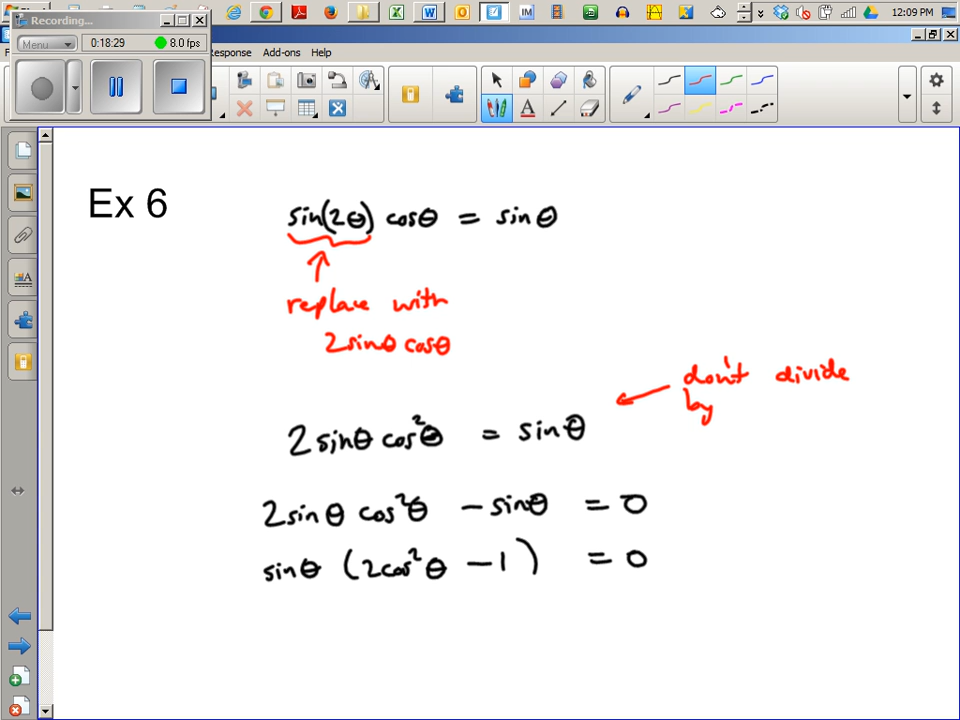 Recording...
12:09 PM
Menu
0:18:29
8.0 fps
Response
Add-ons
Help
Ex 6
sin(2θ) cosθ = sinθ
replace with
2sinθ cosθ
don't divide
by
2sinθ cos²θ = sinθ
2sinθ cos²θ - sinθ = 0
sinθ (2cos²θ - 1) = 0